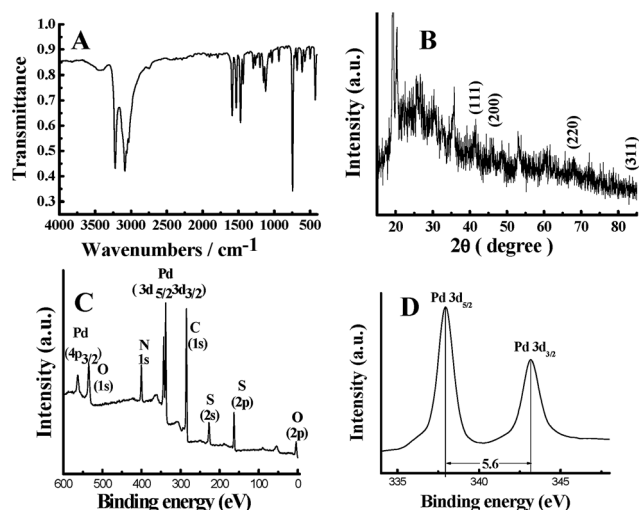 A
1.0
0.9
0.8
0.7
0.6
0.5
0.4
0.3
Transmittance
4000 3500 3000 2500 2000 1500 1000 500
Wavenumbers / cm-1
B
(111)
(200)
(220)
(311)
Intensity (a.u.)
20 30 40 50 60 70 80
2θ ( degree )
C
Pd
( 3d 5/2 3d3/2)
Pd
(4p3/2)
O
(1s)
N
1s
C
(1s)
S
(2s)
S
(2p)
O
(2p)
Intensity (a.u.)
600 500 400 300 200 100 0
Binding energy (eV)
D
Pd 3d5/2
Pd 3d3/2
5.6
Intensity (a.u.)
335 340 345
Binding energy (eV)